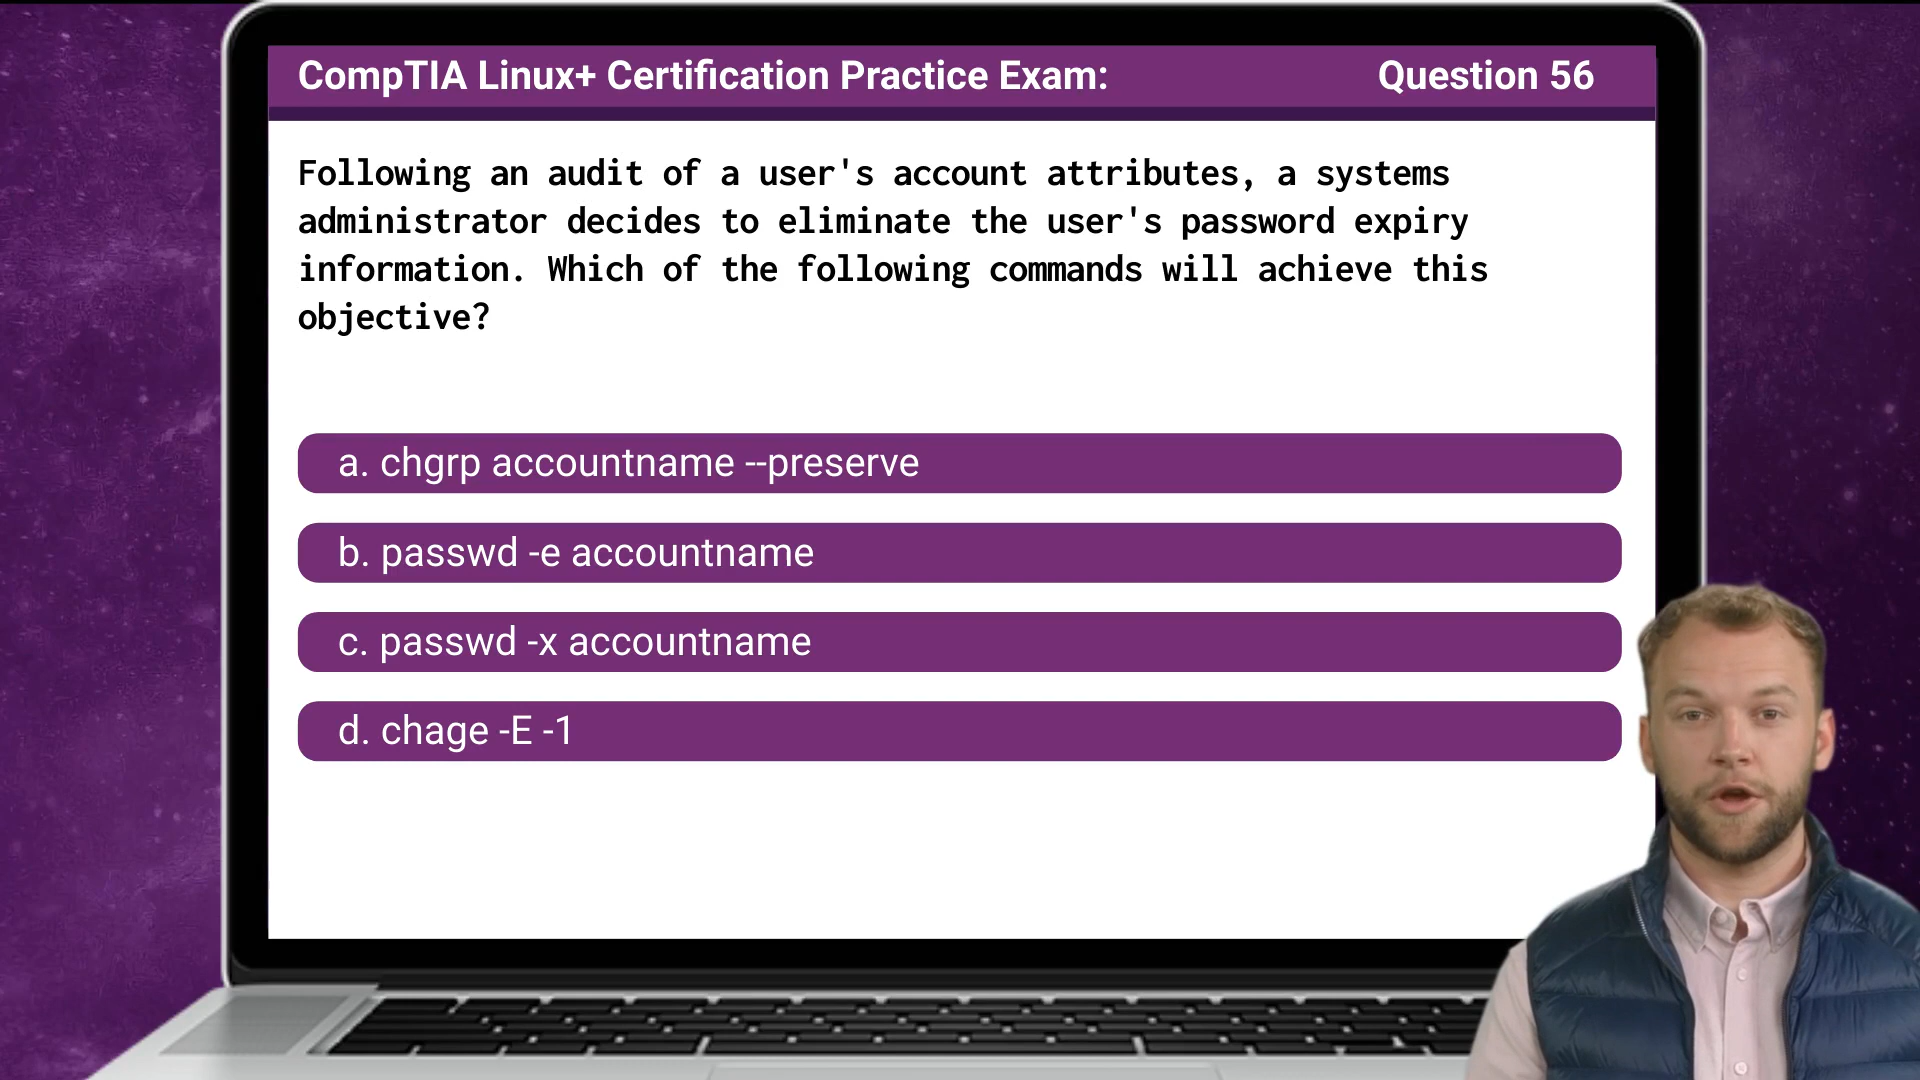 CompTIA Linux+ Certification Practice Exam:
Question 56
Following an audit of a user's account attributes, a systems
administrator decides to eliminate the user's password expiry
information. Which of the following commands will achieve this
objective?
a. chgrp accountname --preserve
b. passwd -e accountname
c. passwd -x accountname
d. chage -E -1